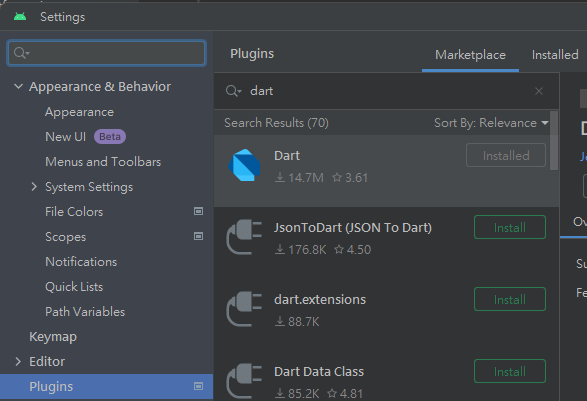 Settings
Plugins
Marketplace
Installed
Appearance & Behavior
Appearance
New UI Beta
Menus and Toolbars
System Settings
File Colors
Scopes
Notifications
Quick Lists
Path Variables
Keymap
Editor
Plugins
dart
Search Results (70) Sort By: Relevance
Dart Installed
14.7M 3.61
JsonToDart (JSON To Dart) Install
176.8K 4.50
dart.extensions Install
88.7K
Dart Data Class Install
85.2K 4.81
Ov
Su
Fe